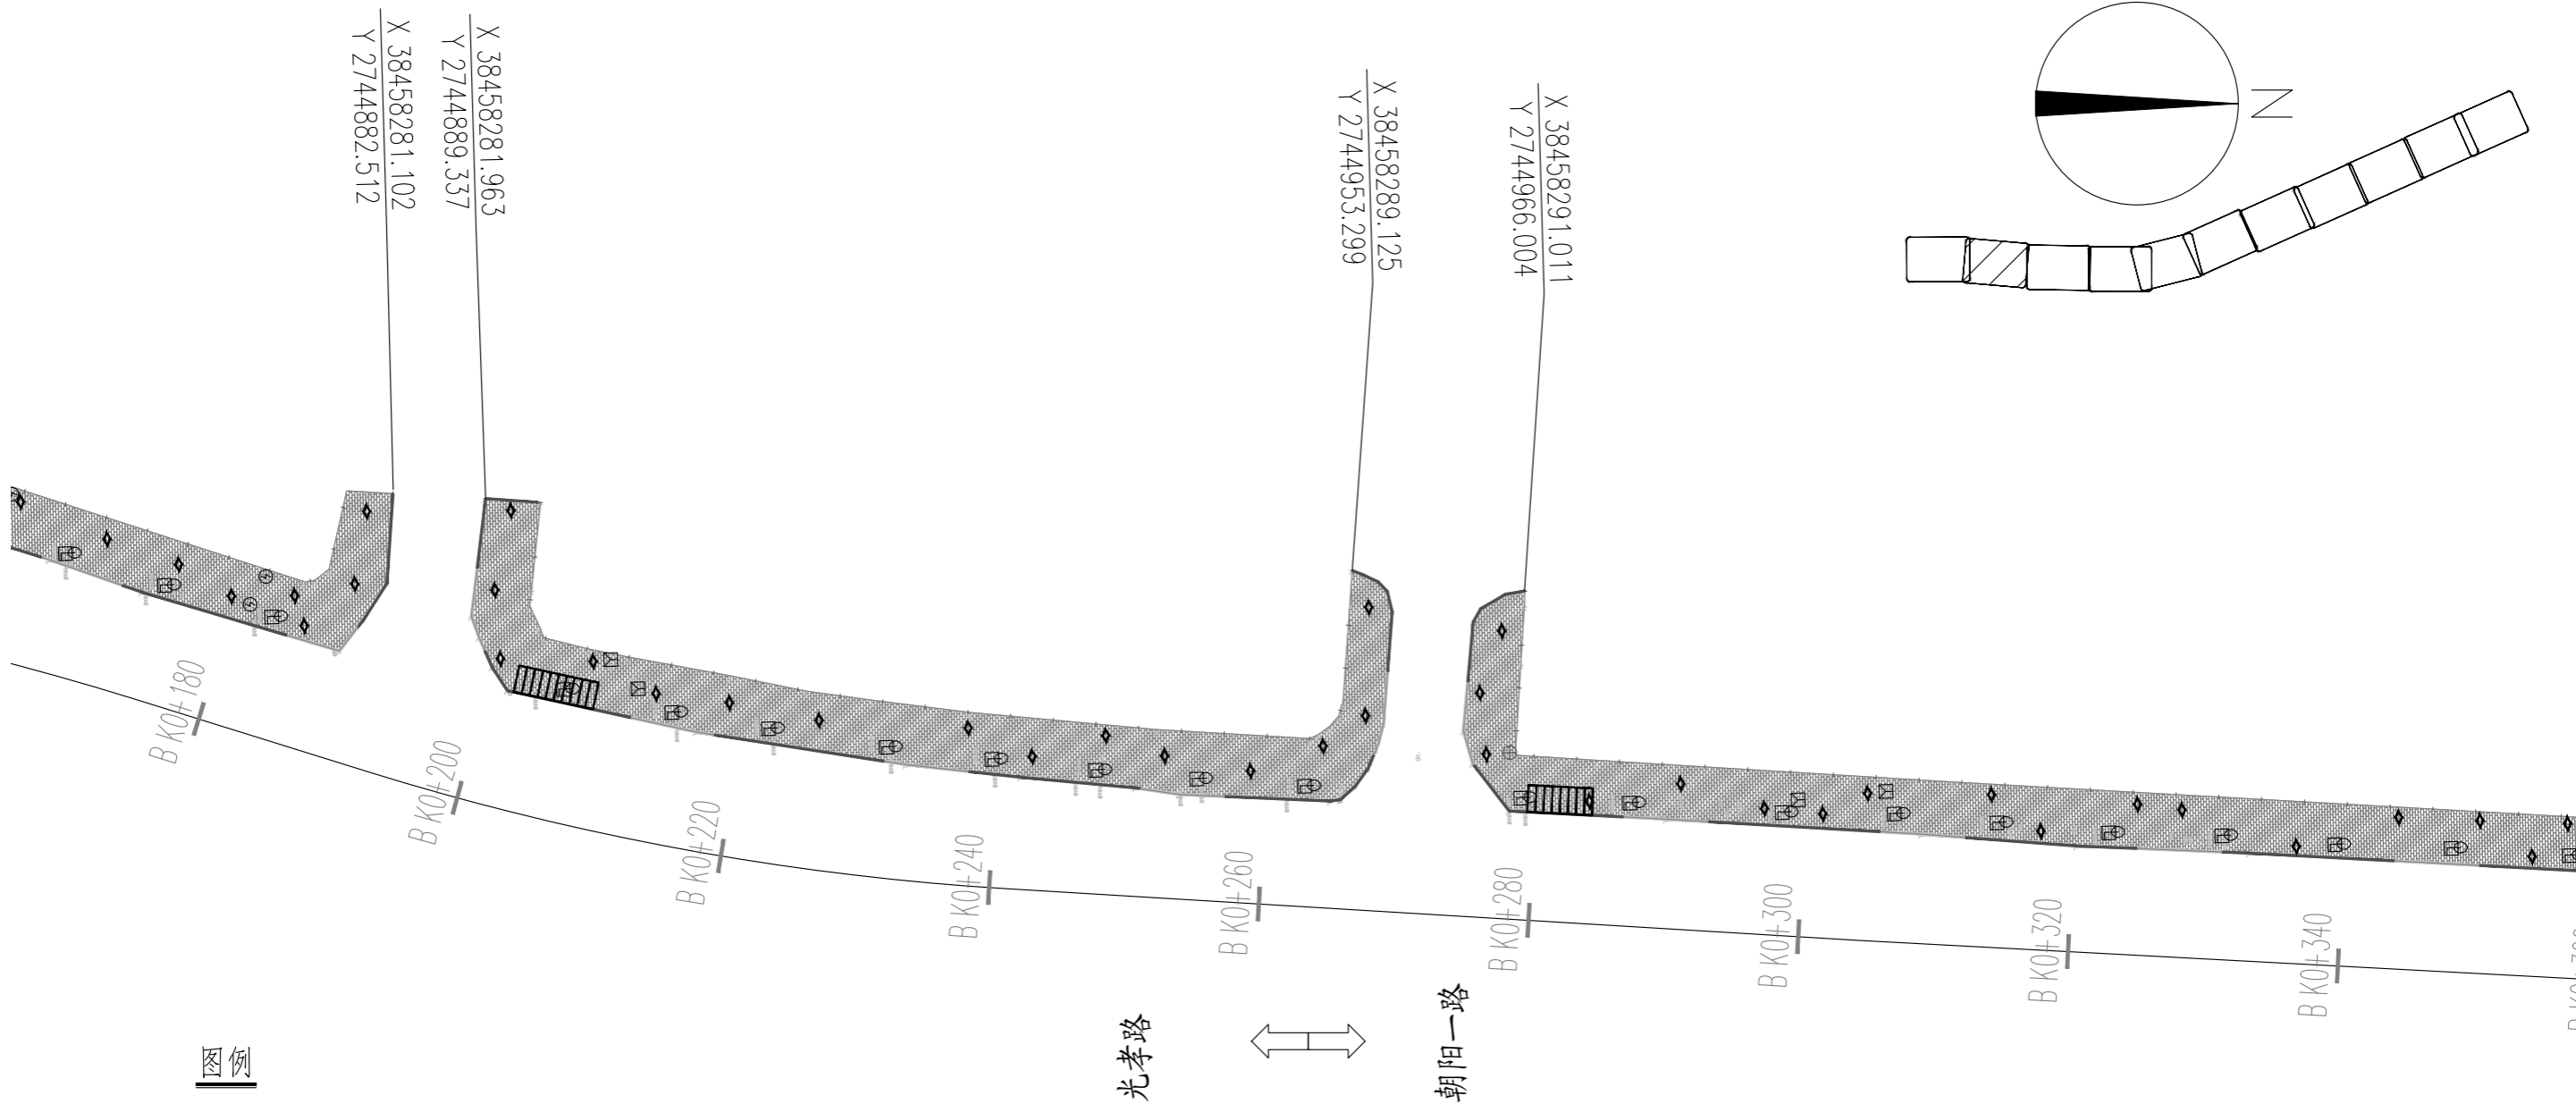 X 38458281.102
Y 2744882.512
X 38458281.963
Y 2744889.337
X 38458289.125
Y 2744953.299
X 38458291.011
Y 2744966.004
N
B K0+180
B K0+200
B K0+220
B K0+240
B K0+260
B K0+280
B K0+300
B K0+320
B K0+340
光孝路
朝阳一路
图例